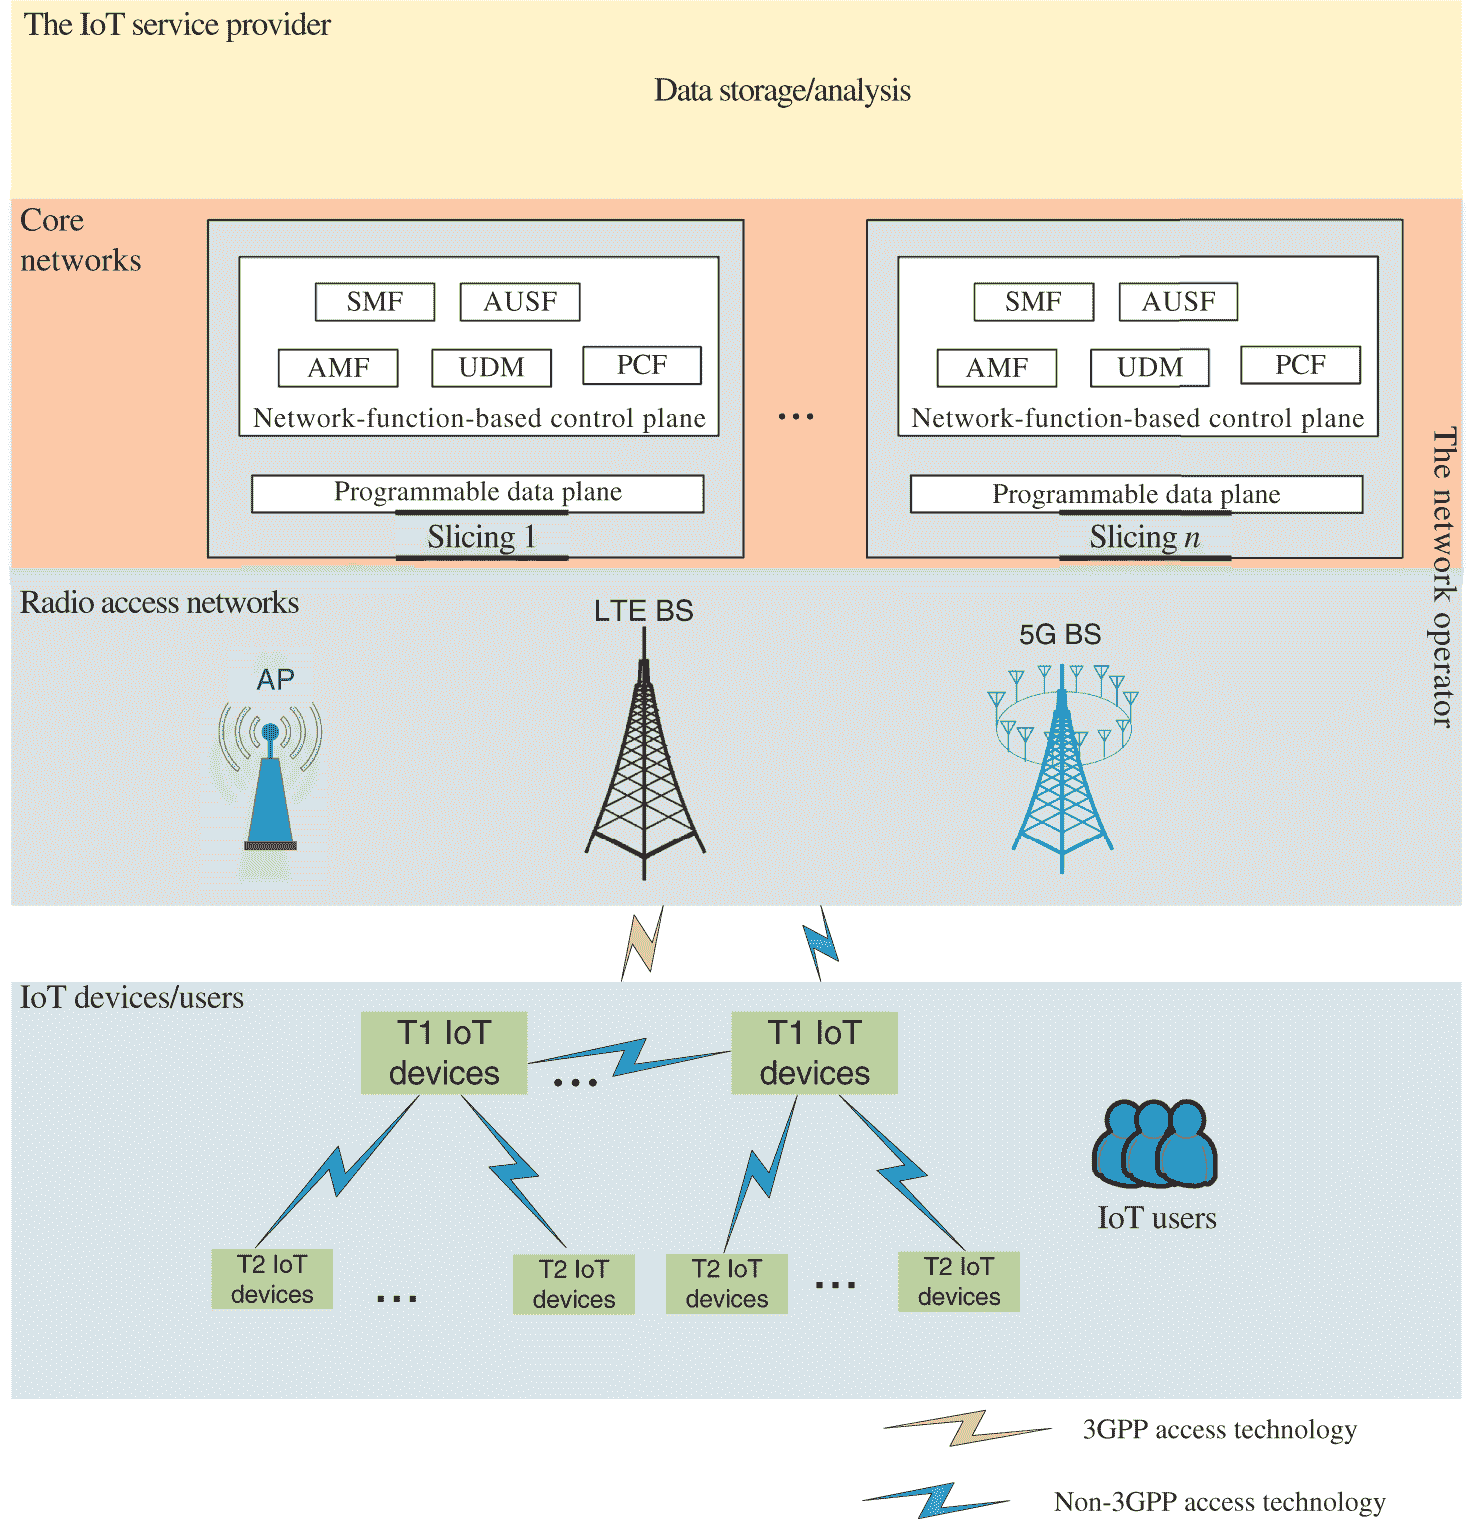 The IoT service provider
Data storage/analysis
Core
networks
SMF
AUSF
AMF
UDM
PCF
Network-function-based control plane
Programmable data plane
Slicing 1
...
SMF
AUSF
AMF
UDM
PCF
Network-function-based control plane
Programmable data plane
Slicing n
The network operator
Radio access networks
AP
LTE BS
5G BS
IoT devices/users
T1 IoT
devices
...
T1 IoT
devices
T2 IoT
devices
...
T2 IoT
devices
T2 IoT
devices
...
T2 IoT
devices
IoT users
3GPP access technology
Non-3GPP access technology